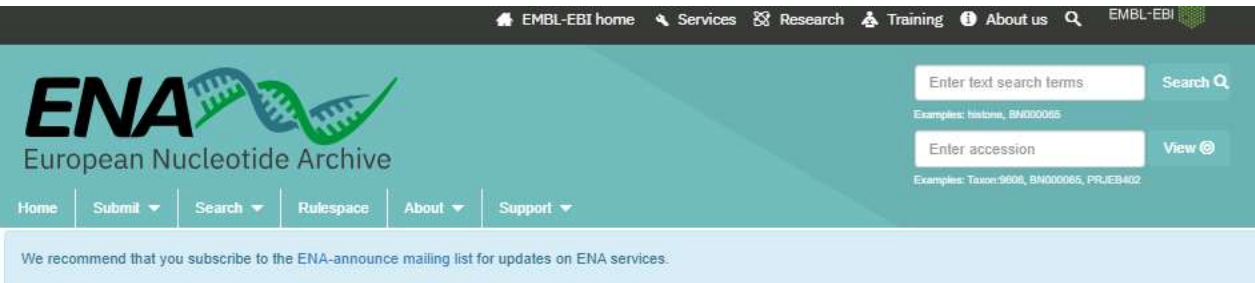 EMBL-EBI home Services Research Training About us EMBL-EBI
ENA
European Nucleotide Archive
Enter text search terms Search
Examples: histone, BN000065
Enter accession View
Examples: Taxon:9606, BN000065, PRJEB402
Home Submit Search Rulespace About Support
We recommend that you subscribe to the ENA-announce mailing list for updates on ENA services.